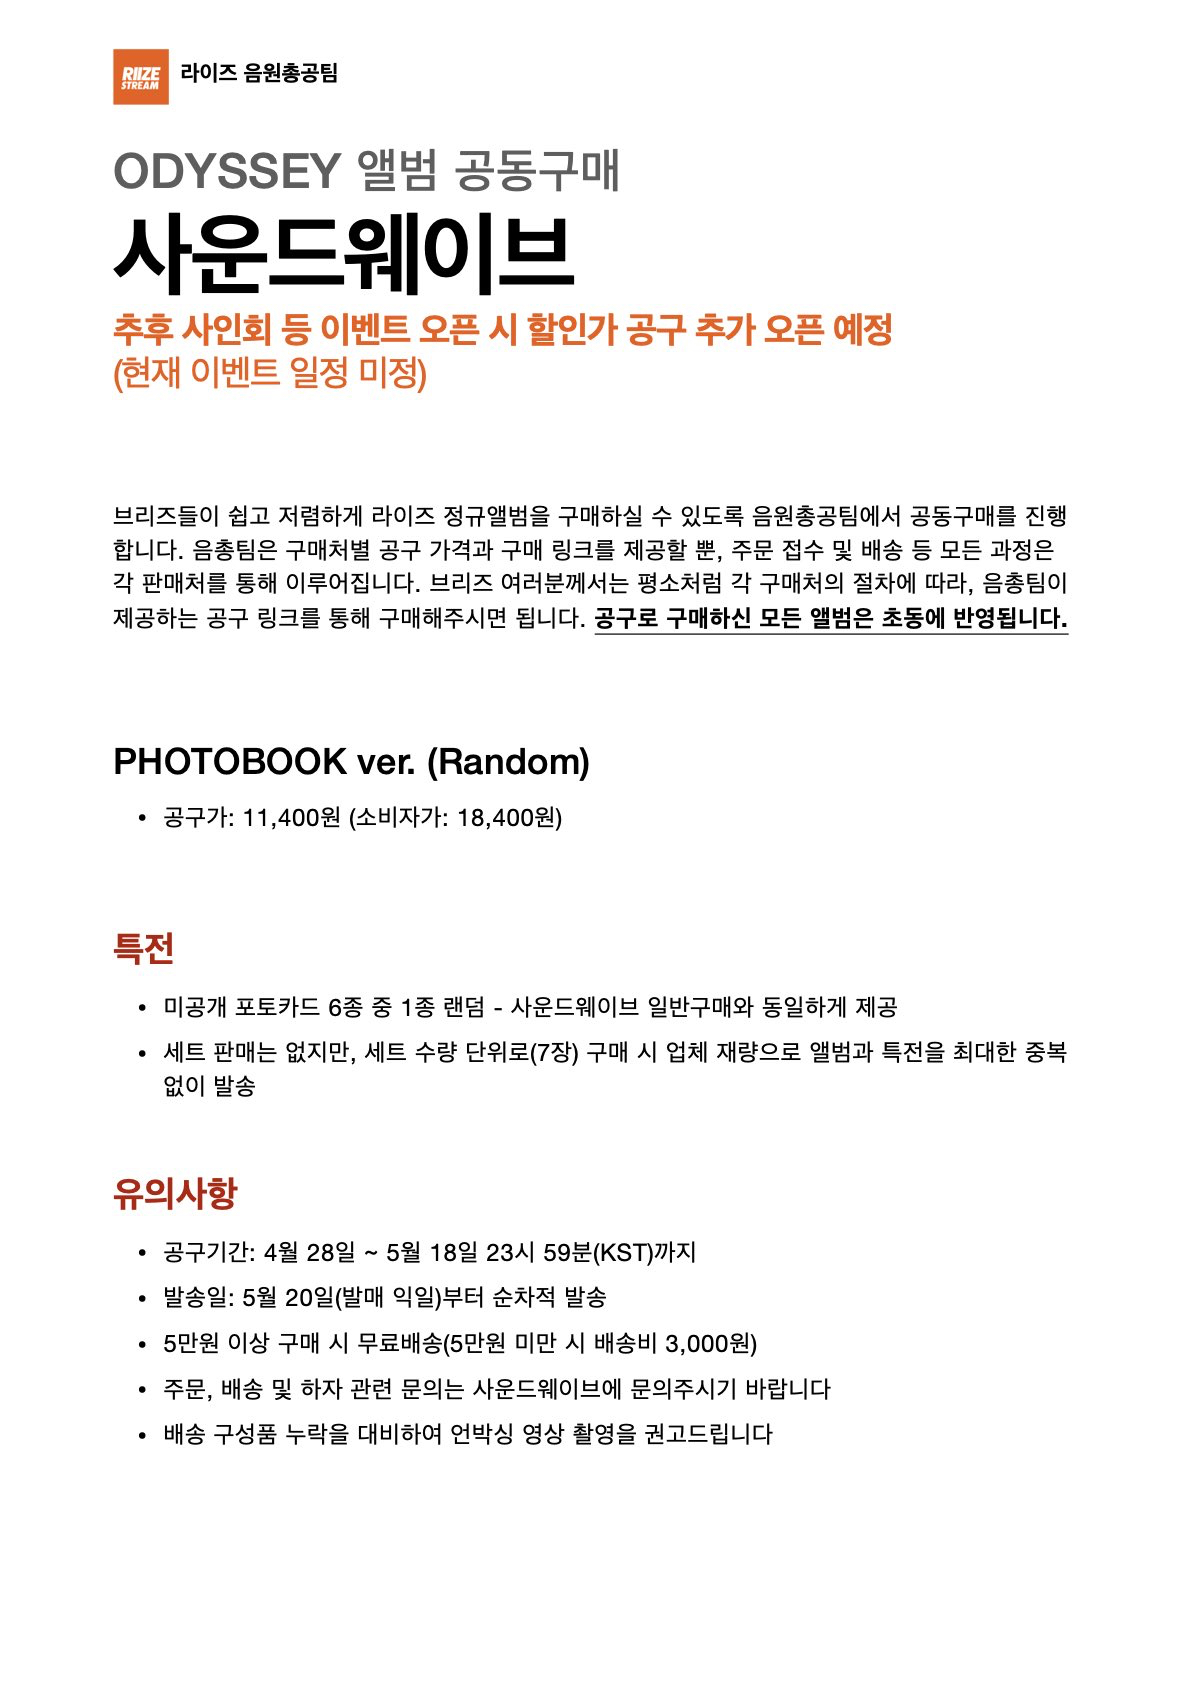 RIIZE
STREAM
라이즈 음원총공팀
ODYSSEY 앨범 공동구매
사운드웨이브
추후 사인회 등 이벤트 오픈 시 할인가 공구 추가 오픈 예정
(현재 이벤트 일정 미정)
브리즈들이 쉽고 저렴하게 라이즈 정규앨범을 구매하실 수 있도록 음원총공팀에서 공동구매를 진행
합니다. 음총팀은 구매처별 공구 가격과 구매 링크를 제공할 뿐, 주문 접수 및 배송 등 모든 과정은
각 판매처를 통해 이루어집니다. 브리즈 여러분께서는 평소처럼 각 구매처의 절차에 따라, 음총팀이
제공하는 공구 링크를 통해 구매해주시면 됩니다. 공구로 구매하신 모든 앨범은 초동에 반영됩니다.
PHOTOBOOK ver. (Random)
• 공구가: 11,400원 (소비자가: 18,400원)
특전
• 미공개 포토카드 6종 중 1종 랜덤 - 사운드웨이브 일반구매와 동일하게 제공
• 세트 판매는 없지만, 세트 수량 단위로(7장) 구매 시 업체 재량으로 앨범과 특전을 최대한 중복
없이 발송
유의사항
• 공구기간: 4월 28일 ~ 5월 18일 23시 59분(KST)까지
• 발송일: 5월 20일(발매 익일)부터 순차적 발송
• 5만원 이상 구매 시 무료배송(5만원 미만 시 배송비 3,000원)
• 주문, 배송 및 하자 관련 문의는 사운드웨이브에 문의주시기 바랍니다
• 배송 구성품 누락을 대비하여 언박싱 영상 촬영을 권고드립니다